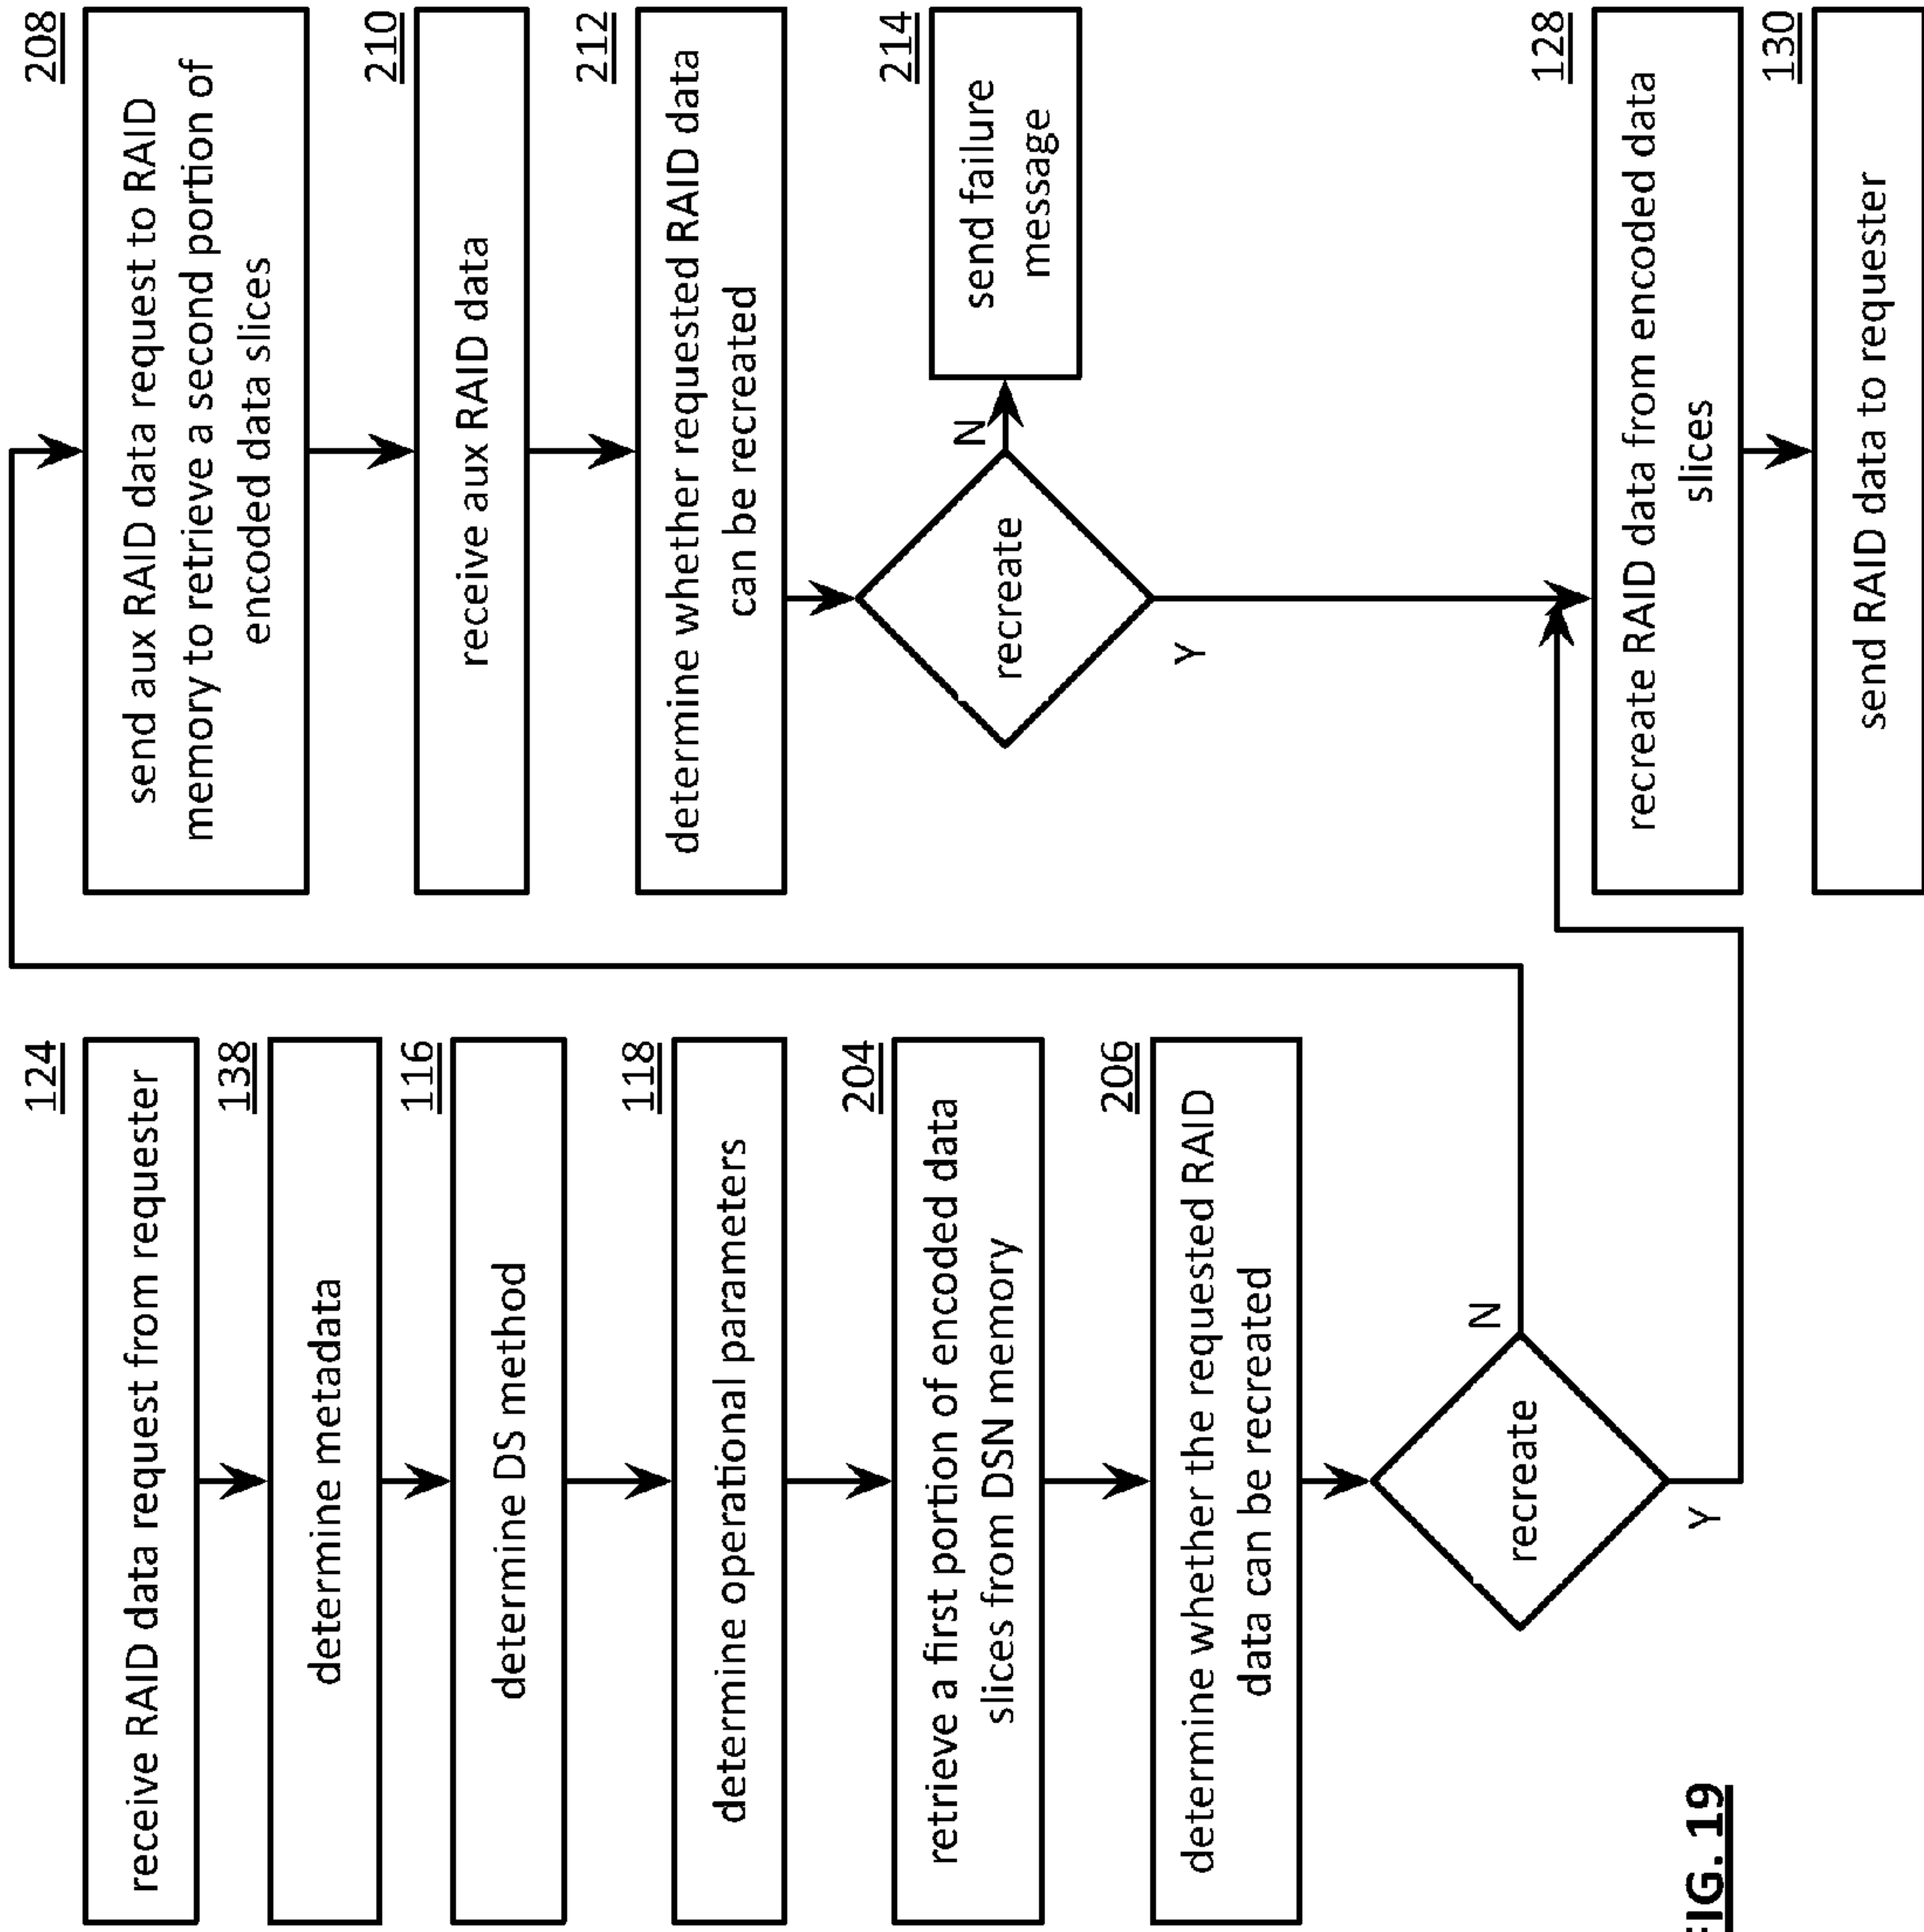 124
receive RAID data request from requester
138
determine metadata
116
determine DS method
118
determine operational parameters
204
retrieve a first portion of encoded data
slices from DSN memory
206
determine whether the requested RAID
data can be recreated
recreate
N
Y
208
send aux RAID data request to RAID
memory to retrieve a second portion of
encoded data slices
210
receive aux RAID data
212
determine whether requested RAID data
can be recreated
recreate
N
214
send failure
message
Y
128
recreate RAID data from encoded data
slices
130
send RAID data to requester
FIG. 19